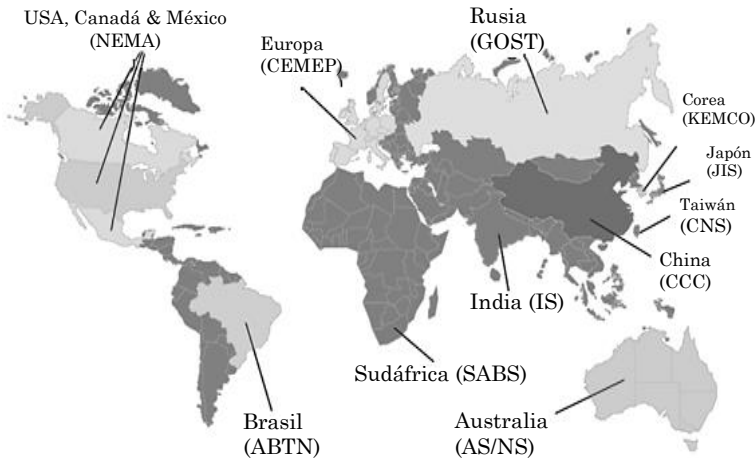 USA, Canadá & México
(NEMA)
Europa
(CEMEP)
Rusia
(GOST)
Corea
(KEMCO)
Japón
(JIS)
Taiwán
(CNS)
China
(CCC)
India (IS)
Sudáfrica (SABS)
Brasil
(ABTN)
Australia
(AS/NS)